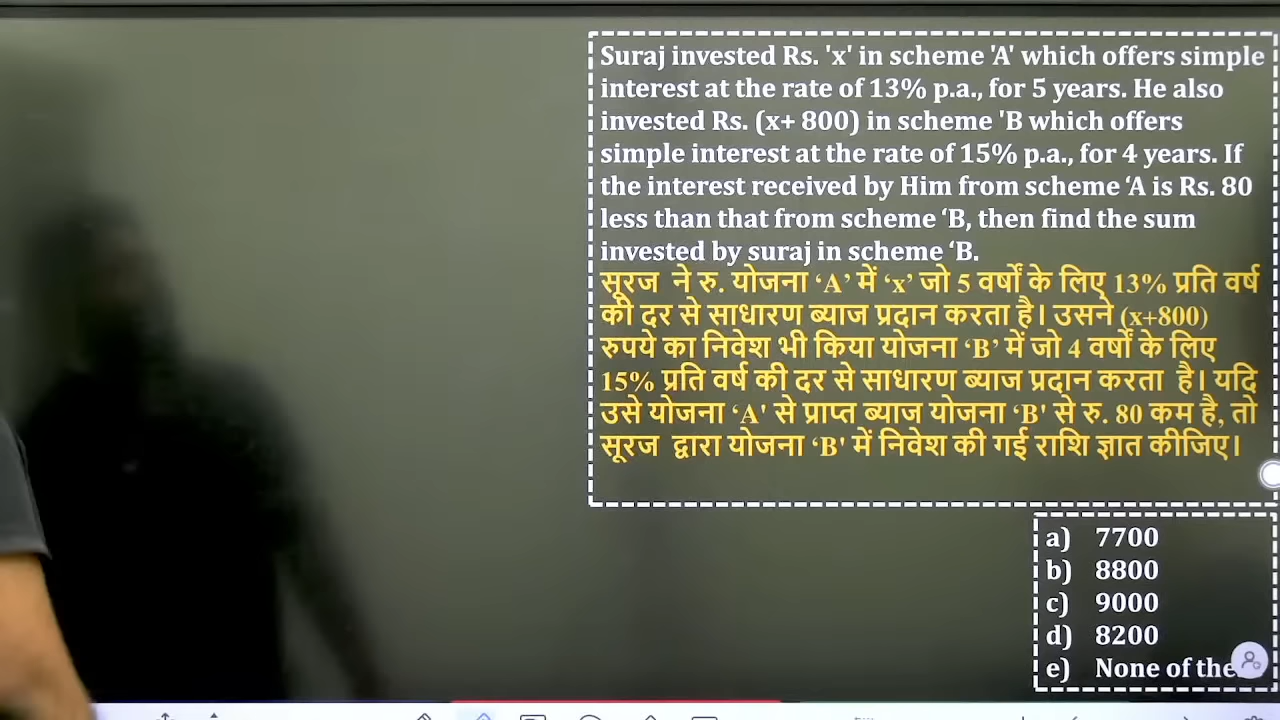 Suraj invested Rs. 'x' in scheme 'A' which offers simple
interest at the rate of 13% p.a., for 5 years. He also
invested Rs. (x+ 800) in scheme 'B which offers
simple interest at the rate of 15% p.a., for 4 years. If
the interest received by Him from scheme ‘A is Rs. 80
less than that from scheme ‘B, then find the sum
invested by suraj in scheme ‘B.
सूरज ने रु. योजना ‘A’ में ‘x’ जो 5 वर्षों के लिए 13% प्रति वर्ष
की दर से साधारण ब्याज प्रदान करता है। उसने (x+800)
रुपये का निवेश भी किया योजना ‘B’ में जो 4 वर्षों के लिए
15% प्रति वर्ष की दर से साधारण ब्याज प्रदान करता है। यदि
उसे योजना ‘A' से प्राप्त ब्याज योजना ‘B' से रु. 80 कम है, तो
सूरज द्वारा योजना ‘B' में निवेश की गई राशि ज्ञात कीजिए।
a) 7700
b) 8800
c) 9000
d) 8200
e) None of the